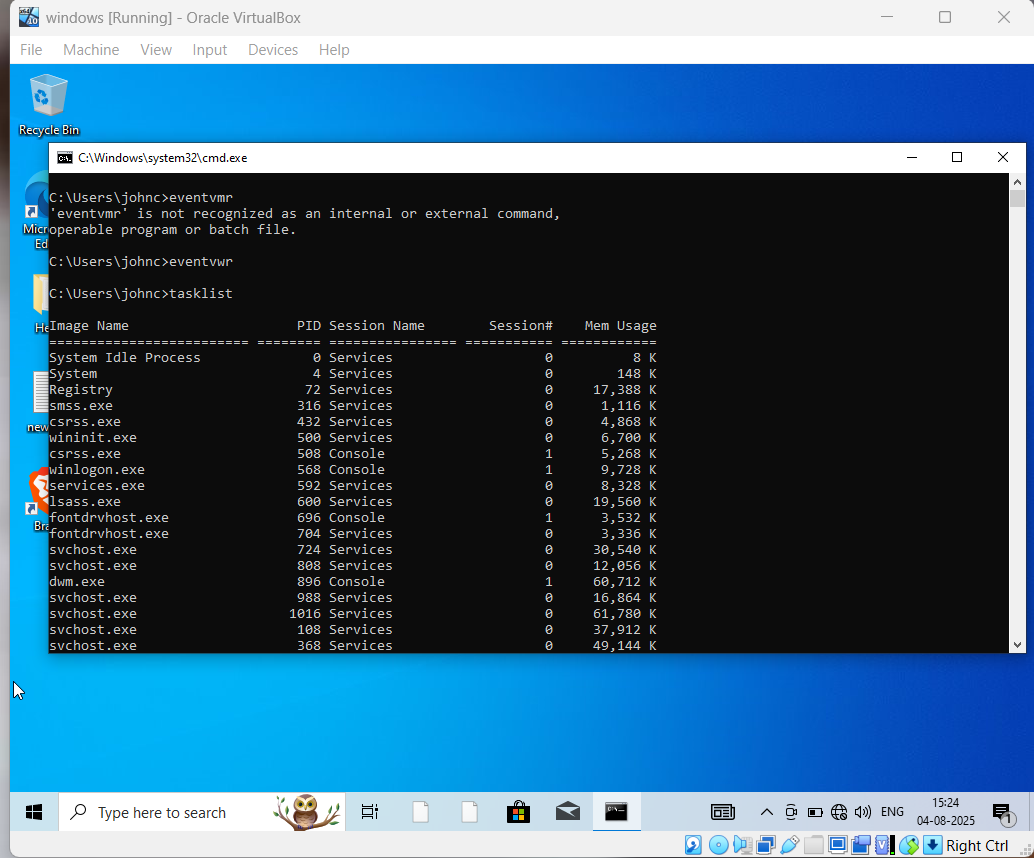 windows [Running] - Oracle VirtualBox
File Machine View Input Devices Help
Recycle Bin
C:\Windows\system32\cmd.exe
C:\Users\johnc>eventvmr
'eventvmr' is not recognized as an internal or external command,
operable program or batch file.
C:\Users\johnc>eventvwr
C:\Users\johnc>tasklist
Image Name PID Session Name Session# Mem Usage
========================= ======== ================ =========== ============
System Idle Process 0 Services 0 8 K
System 4 Services 0 148 K
Registry 72 Services 0 17,388 K
smss.exe 316 Services 0 1,116 K
csrss.exe 432 Services 0 4,868 K
wininit.exe 500 Services 0 6,700 K
csrss.exe 508 Console 1 5,268 K
winlogon.exe 568 Console 1 9,728 K
services.exe 592 Services 0 8,328 K
lsass.exe 600 Services 0 19,560 K
fontdrvhost.exe 696 Console 1 3,532 K
fontdrvhost.exe 704 Services 0 3,336 K
svchost.exe 724 Services 0 30,540 K
svchost.exe 808 Services 0 12,056 K
dwm.exe 896 Console 1 60,712 K
svchost.exe 988 Services 0 16,864 K
svchost.exe 1016 Services 0 61,780 K
svchost.exe 108 Services 0 37,912 K
svchost.exe 368 Services 0 49,144 K
Micr
Ed
He
new
Bra
Type here to search
ENG
15:24
04-08-2025
1
Right Ctrl